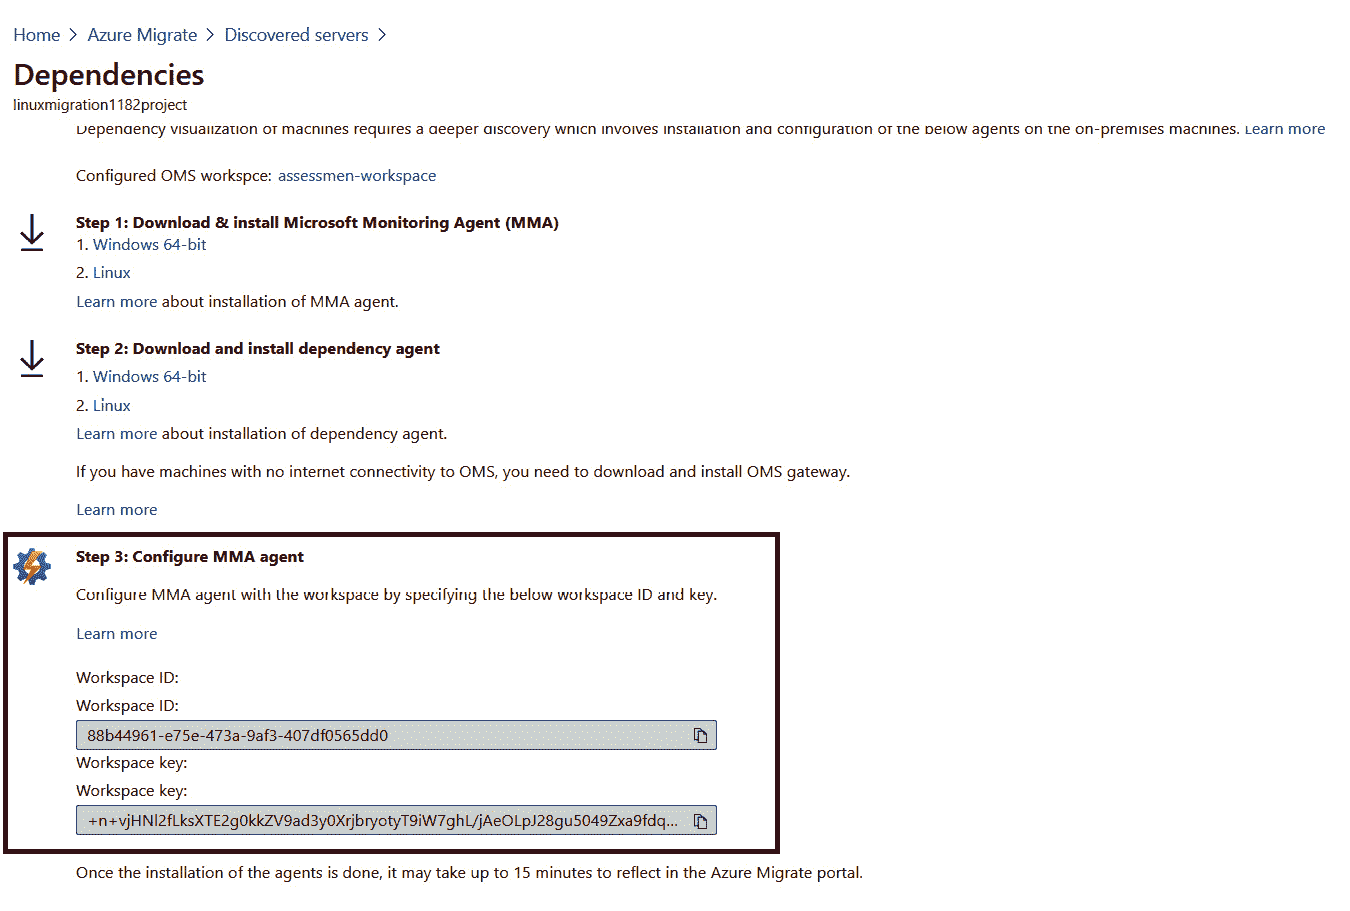 Home > Azure Migrate > Discovered servers >
Dependencies
linuxmigration1182project
Dependency visualization of machines requires a deeper discovery which involves installation and configuration of the below agents on the on-premises machines. Learn more
Configured OMS workspce: assessmen-workspace
Step 1: Download & install Microsoft Monitoring Agent (MMA)
1. Windows 64-bit
2. Linux
Learn more about installation of MMA agent.
Step 2: Download and install dependency agent
1. Windows 64-bit
2. Linux
Learn more about installation of dependency agent.
If you have machines with no internet connectivity to OMS, you need to download and install OMS gateway.
Learn more
Step 3: Configure MMA agent
Configure MMA agent with the workspace by specifying the below workspace ID and key.
Learn more
Workspace ID:
Workspace ID:
88b44961-e75e-473a-9af3-407df0565dd0
Workspace key:
Workspace key:
+n+vjHNl2fLksXTE2g0kkZV9ad3y0XrjbryotyT9iW7ghL/jAeOLpJ28gu5049Zxa9fdq...
Once the installation of the agents is done, it may take up to 15 minutes to reflect in the Azure Migrate portal.